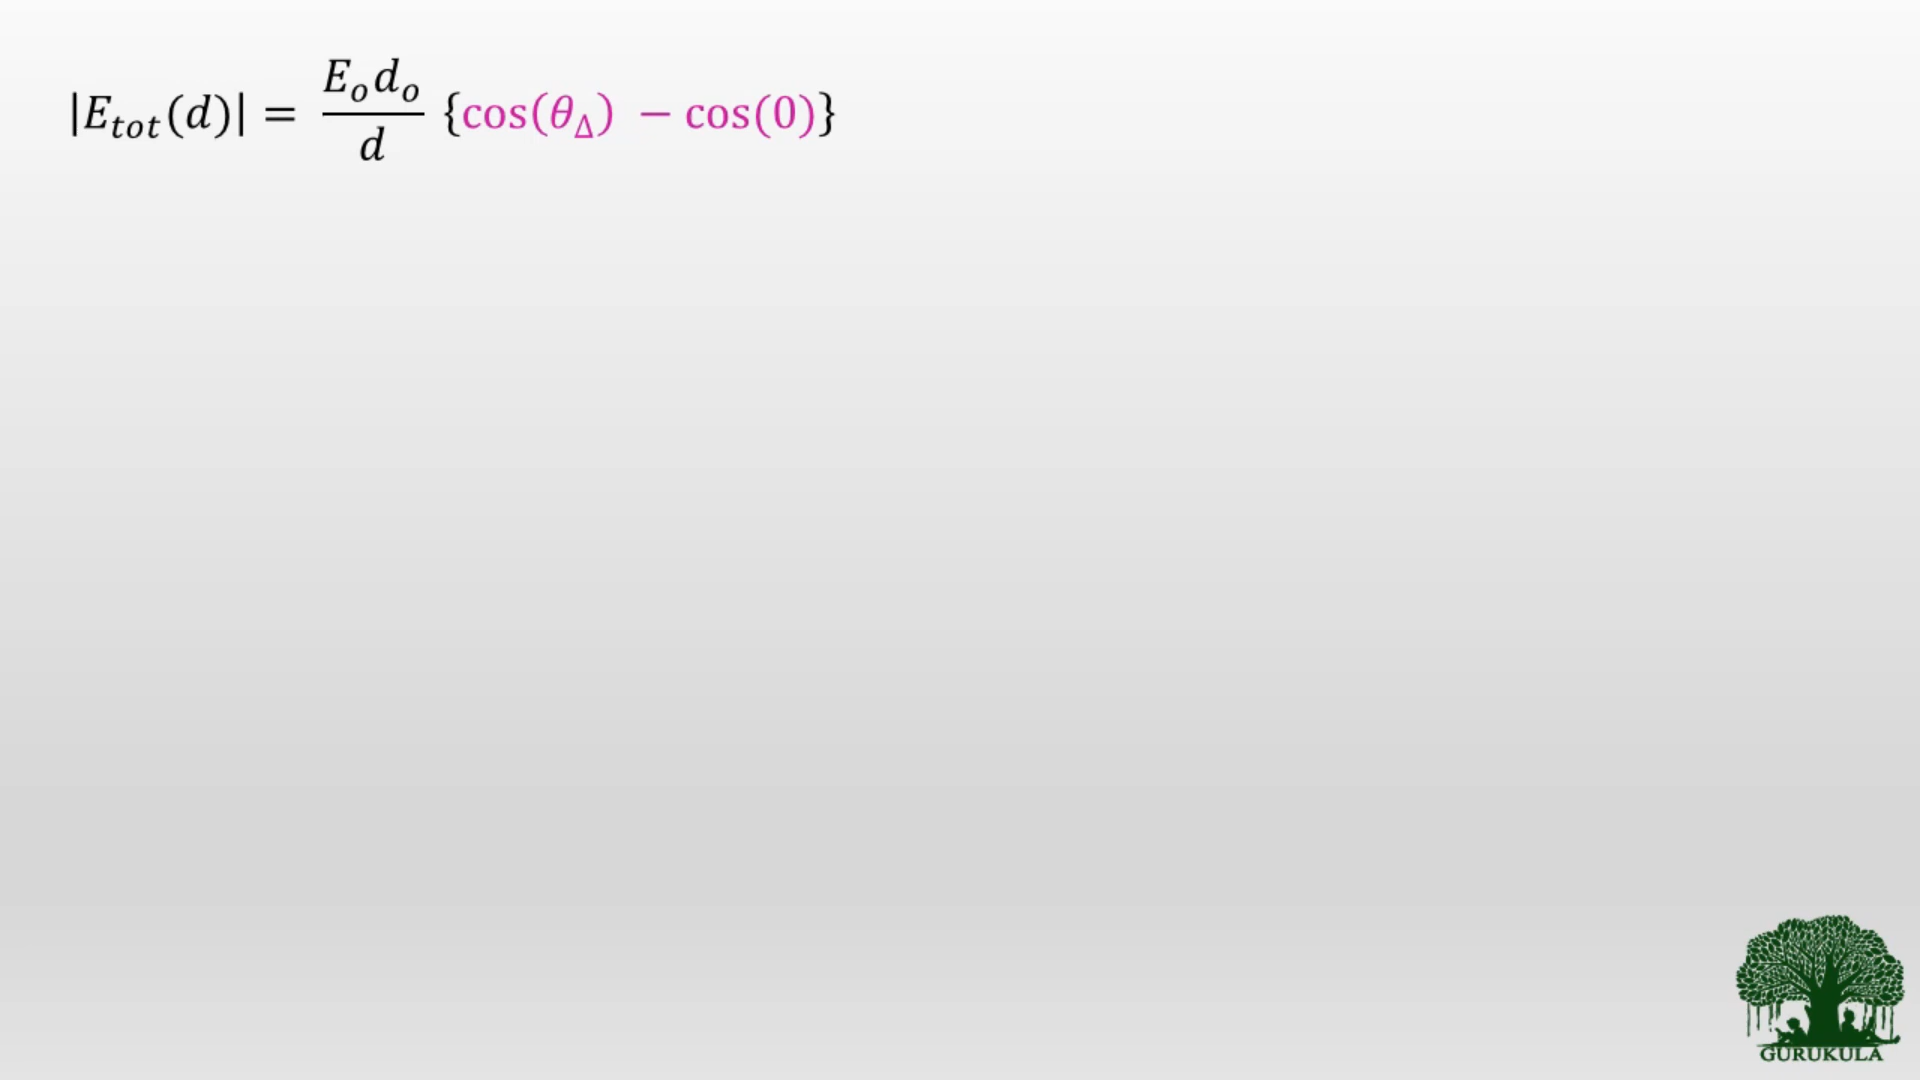 |E_{tot}(d)| = \frac{E_o d_o}{d} {cos(θ_Δ) − cos(0)}
GURUKULA